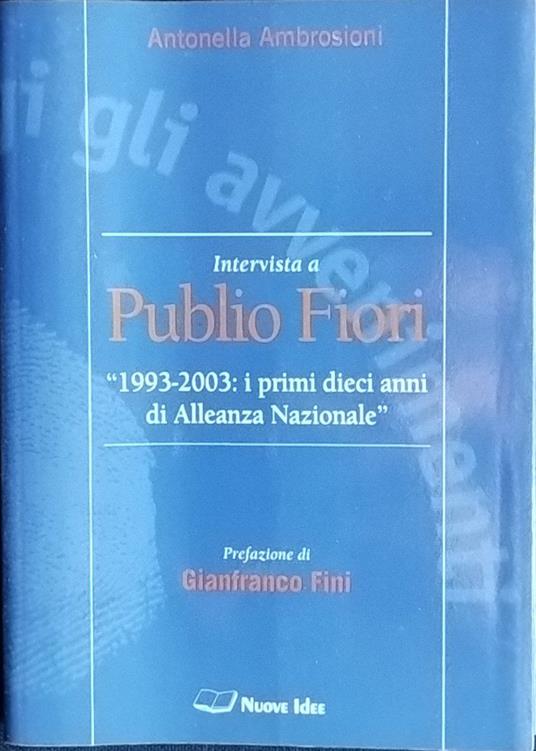 Antonella Ambrosioni
gli avvenimenti
Intervista a
Publio Fiori
“1993-2003: i primi dieci anni
di Alleanza Nazionale”
Prefazione di
Gianfranco Fini
NUOVE IDEE